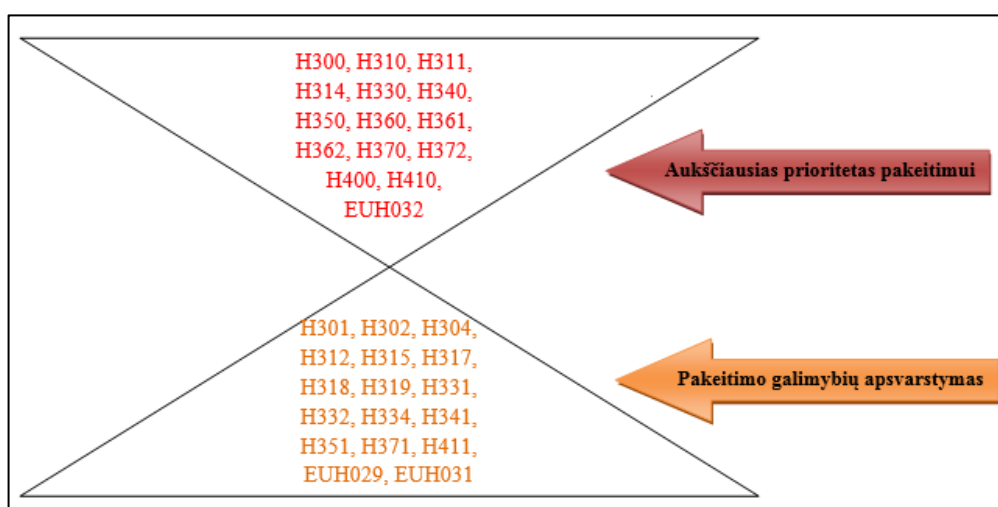 H300, H310, H311,
H314, H330, H340,
H350, H360, H361,
H362, H370, H372,
H400, H410,
EUH032
Aukščiausias prioritetas pakeitimui
H301, H302, H304,
H312, H315, H317,
H318, H319, H331,
H332, H334, H341,
H351, H371, H411,
EUH029, EUH031
Pakeitimo galimybių apsvarstymas